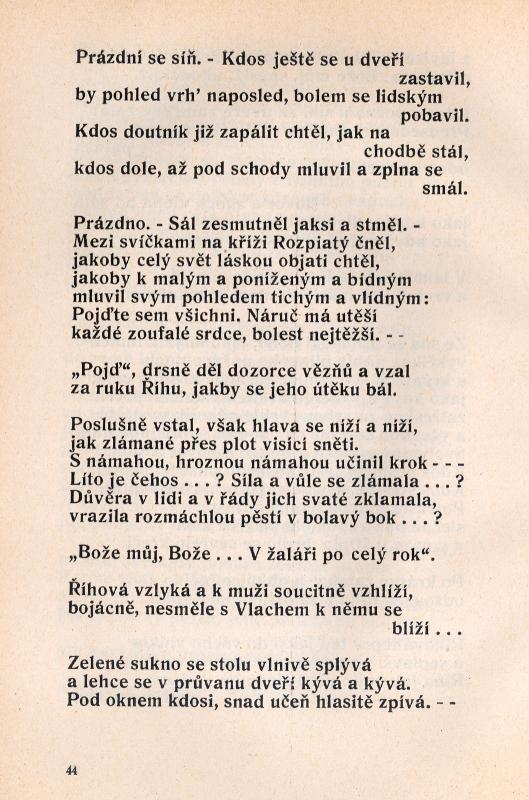 Prázdní se síň. - Kdos ještě se u dveří
zastavil,
by pohled vrh' naposled, bolem se lidským
pobavil.
Kdos doutník již zapálit chtěl, jak na
chodbě stál,
kdos dole, až pod schody mluvil a zplna se
smál.
Prázdno. - Sál zesmutněl jaksi a stměl. -
Mezi svíčkami na kříži Rozpiatý čněl,
jakoby celý svět láskou objati chtěl,
jakoby k malým a poníženým a bídným
mluvil svým pohledem tichým a vlídným:
Pojďte sem všichni. Náruč má utěší
každé zoufalé srdce, bolest nejtěžší. - -
„Pojď“, drsně děl dozorce vězňů a vzal
za ruku Říhu, jakby se jeho útěku bál.
Poslušně vstal, však hlava se níží a níží,
jak zlámané přes plot visící sněti.
S námahou, hroznou námahou učinil krok - - -
Líto je čehos . . . ? Síla a vůle se zlámala . . . ?
Důvěra v lidi a v řády jich svaté zklamala,
vrazila rozmáchlou pěstí v bolavý bok . . . ?
„Bože můj, Bože . . . V žaláři po celý rok“.
Říhová vzlyká a k muži soucitně vzhlíží,
bojácně, nesměle s Vlachem k němu se
blíží . . .
Zelené sukno se stolu vlnivě splývá
a lehce se v průvanu dveří kývá a kývá.
Pod oknem kdosi, snad učeň hlasitě zpívá. - -
44